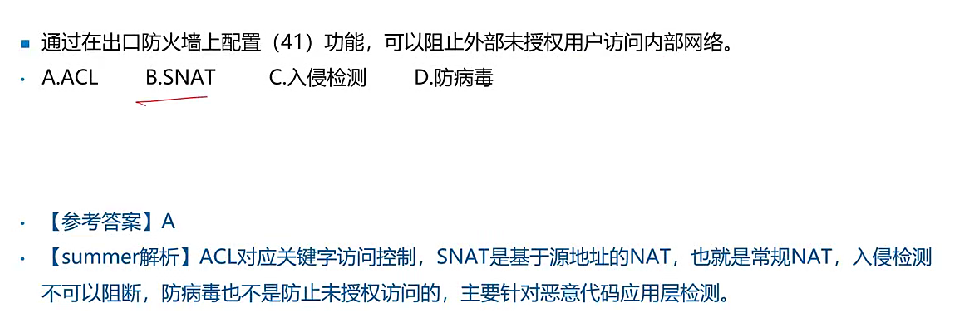 ■ 通过在出口防火墙上配置（41）功能，可以阻止外部未授权用户访问内部网络。
· A.ACL B.SNAT C.入侵检测 D.防病毒
· 【参考答案】A
· 【summer解析】ACL对应关键字访问控制，SNAT是基于源地址的NAT，也就是常规NAT，入侵检测
不可以阻断，防病毒也不是防止未授权访问的，主要针对恶意代码应用层检测。